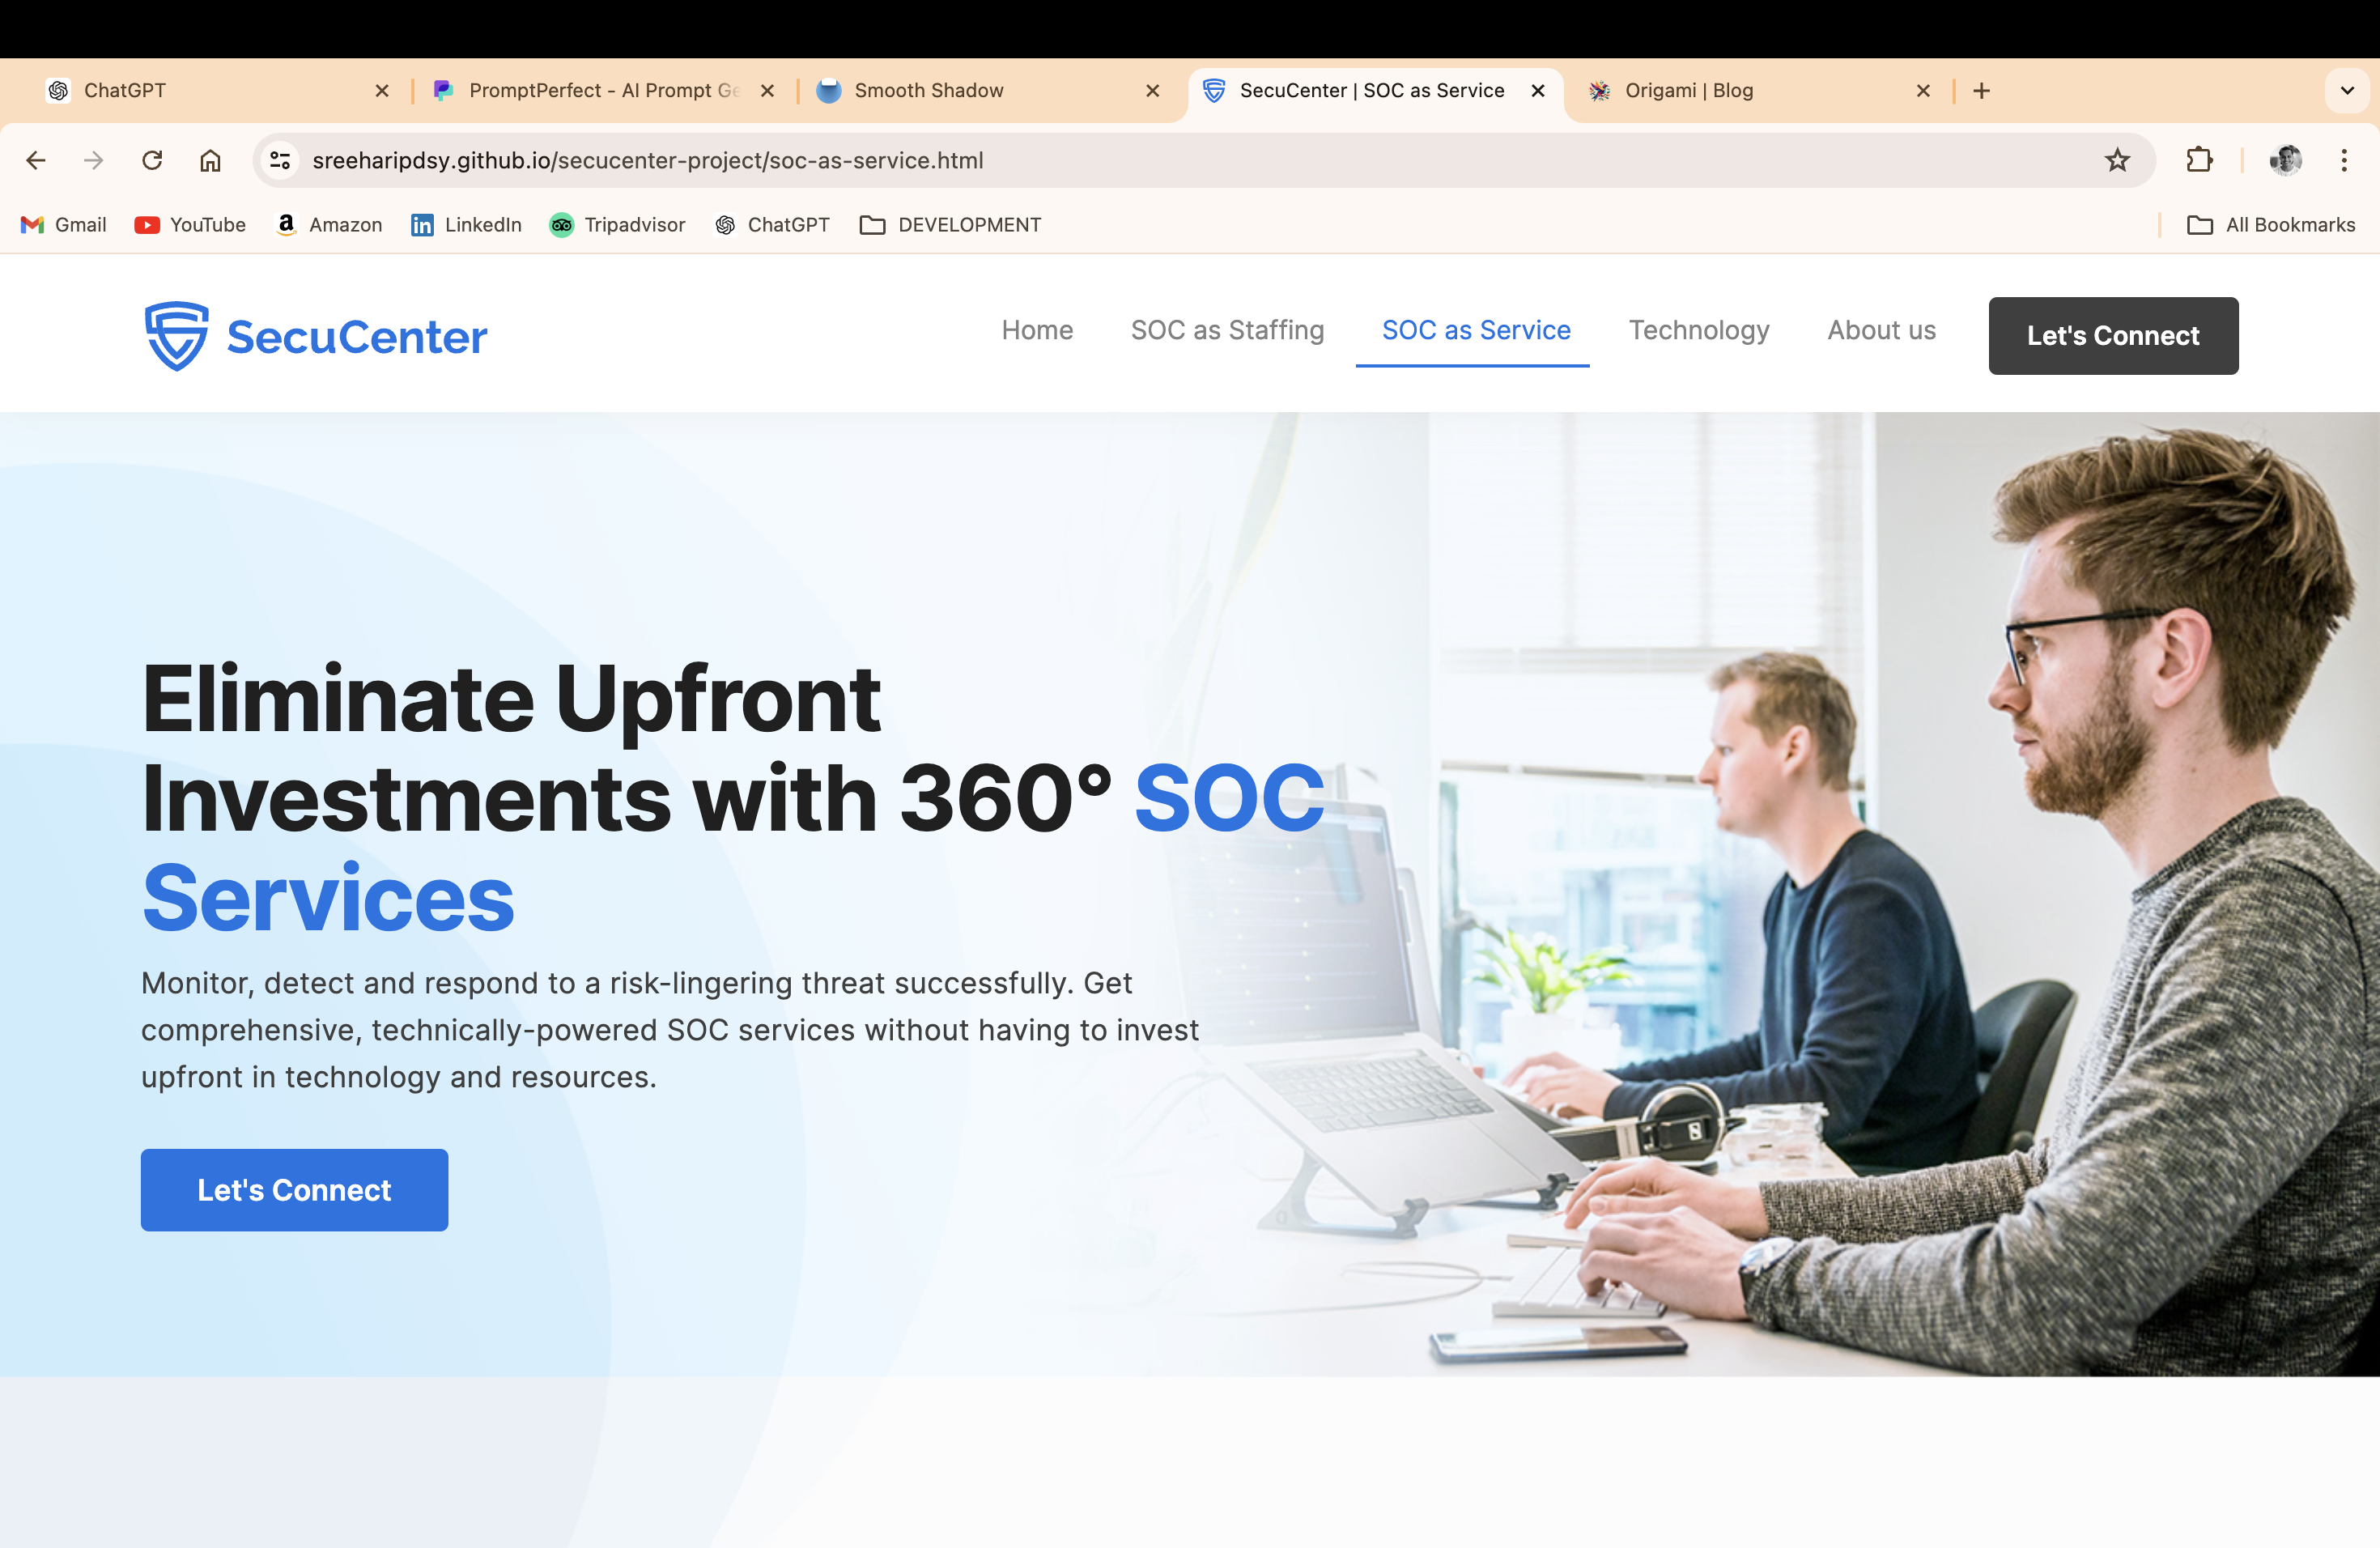 ChatGPT
PromptPerfect - AI Prompt Ge
Smooth Shadow
SecuCenter | SOC as Service
Origami | Blog
sreeharipdsy.github.io/secucenter-project/soc-as-service.html
Gmail
YouTube
Amazon
LinkedIn
Tripadvisor
ChatGPT
DEVELOPMENT
All Bookmarks
SecuCenter
Home
SOC as Staffing
SOC as Service
Technology
About us
Let's Connect
Eliminate Upfront
Investments with 360° SOC
Services
Monitor, detect and respond to a risk-lingering threat successfully. Get
comprehensive, technically-powered SOC services without having to invest
upfront in technology and resources.
Let's Connect